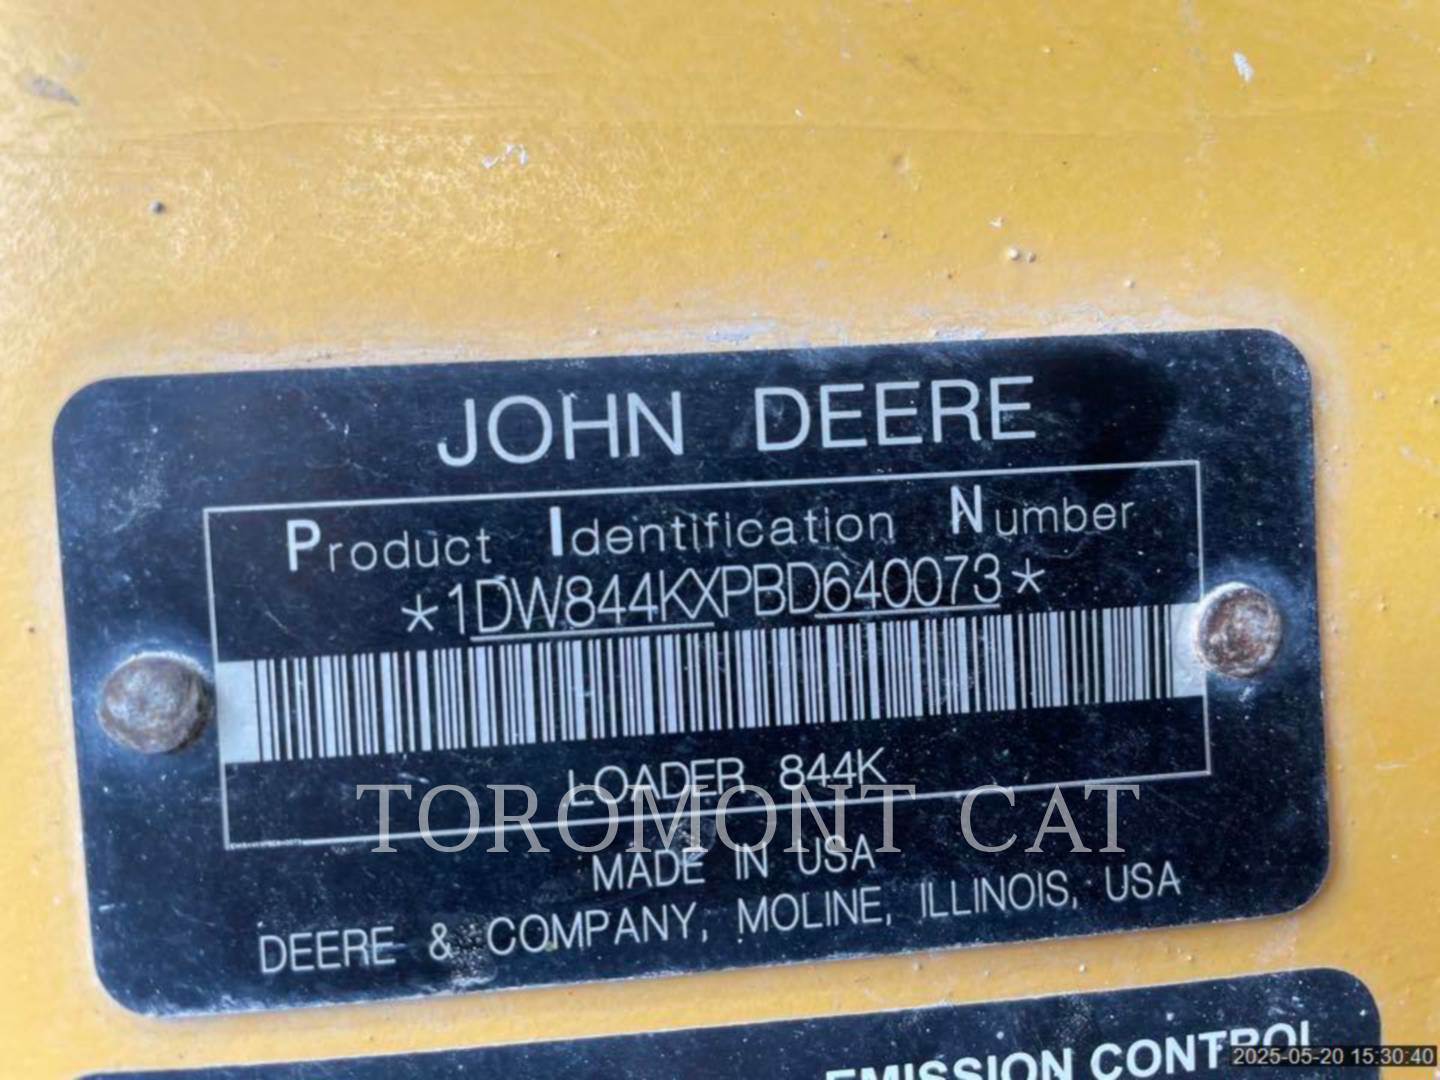 JOHN DEERE
Product Identification Number
*1DW844KXPBD640073*
LOADER 844K
TOROMONT CAT
MADE IN USA
DEERE & COMPANY, MOLINE, ILLINOIS, USA
EMISSION CONTROL
2025-05-20 15:30:40